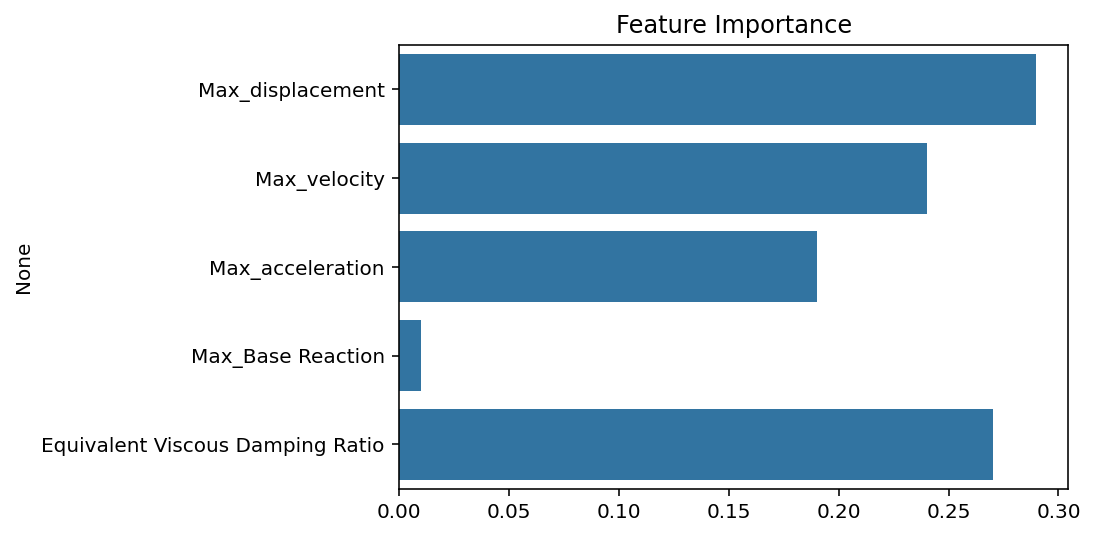 Feature Importance
Max_displacement
Max_velocity
Max_acceleration
Max_Base Reaction
Equivalent Viscous Damping Ratio
None
0.00 0.05 0.10 0.15 0.20 0.25 0.30